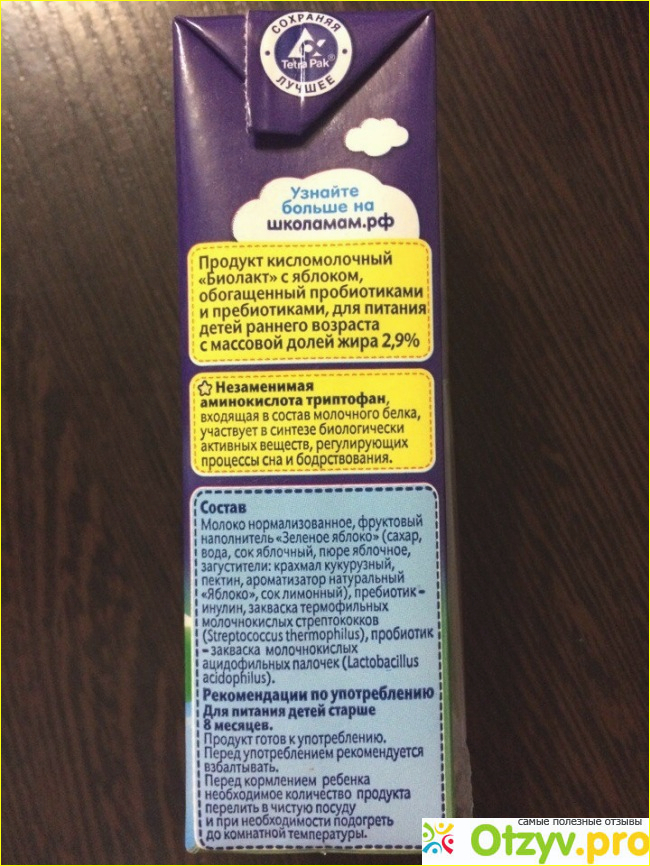 СОХРАНЯЯ
Tetra Pak®
ЛУЧШЕЕ
Узнайте
больше на
школамам.рф
Продукт кисломолочный
«Биолакт» с яблоком,
обогащенный пробиотиками
и пребиотиками, для питания
детей раннего возраста
с массовой долей жира 2,9%
Незаменимая
аминокислота триптофан,
входящая в состав молочного белка,
участвует в синтезе биологически
активных веществ, регулирующих
процессы сна и бодрствования.
Состав
Молоко нормализованное, фруктовый
наполнитель «Зеленое яблоко» (сахар,
вода, сок яблочный, пюре яблочное,
загустители: крахмал кукурузный,
пектин, ароматизатор натуральный
«Яблоко», сок лимонный), пребиотик -
инулин, закваска термофильных
молочнокислых стрептококков
(Streptococcus thermophilus), пробиотик
- закваска молочнокислых
ацидофильных палочек (Lactobacillus
acidophilus).
Рекомендации по употреблению
Для питания детей старше
8 месяцев.
Продукт готов к употреблению.
Перед употреблением рекомендуется
взбалтывать.
Перед кормлением ребенка
необходимое количество продукта
перелить в чистую посуду
и при необходимости подогреть
до комнатной температуры.
самые полезные отзывы
Otzyv.pro